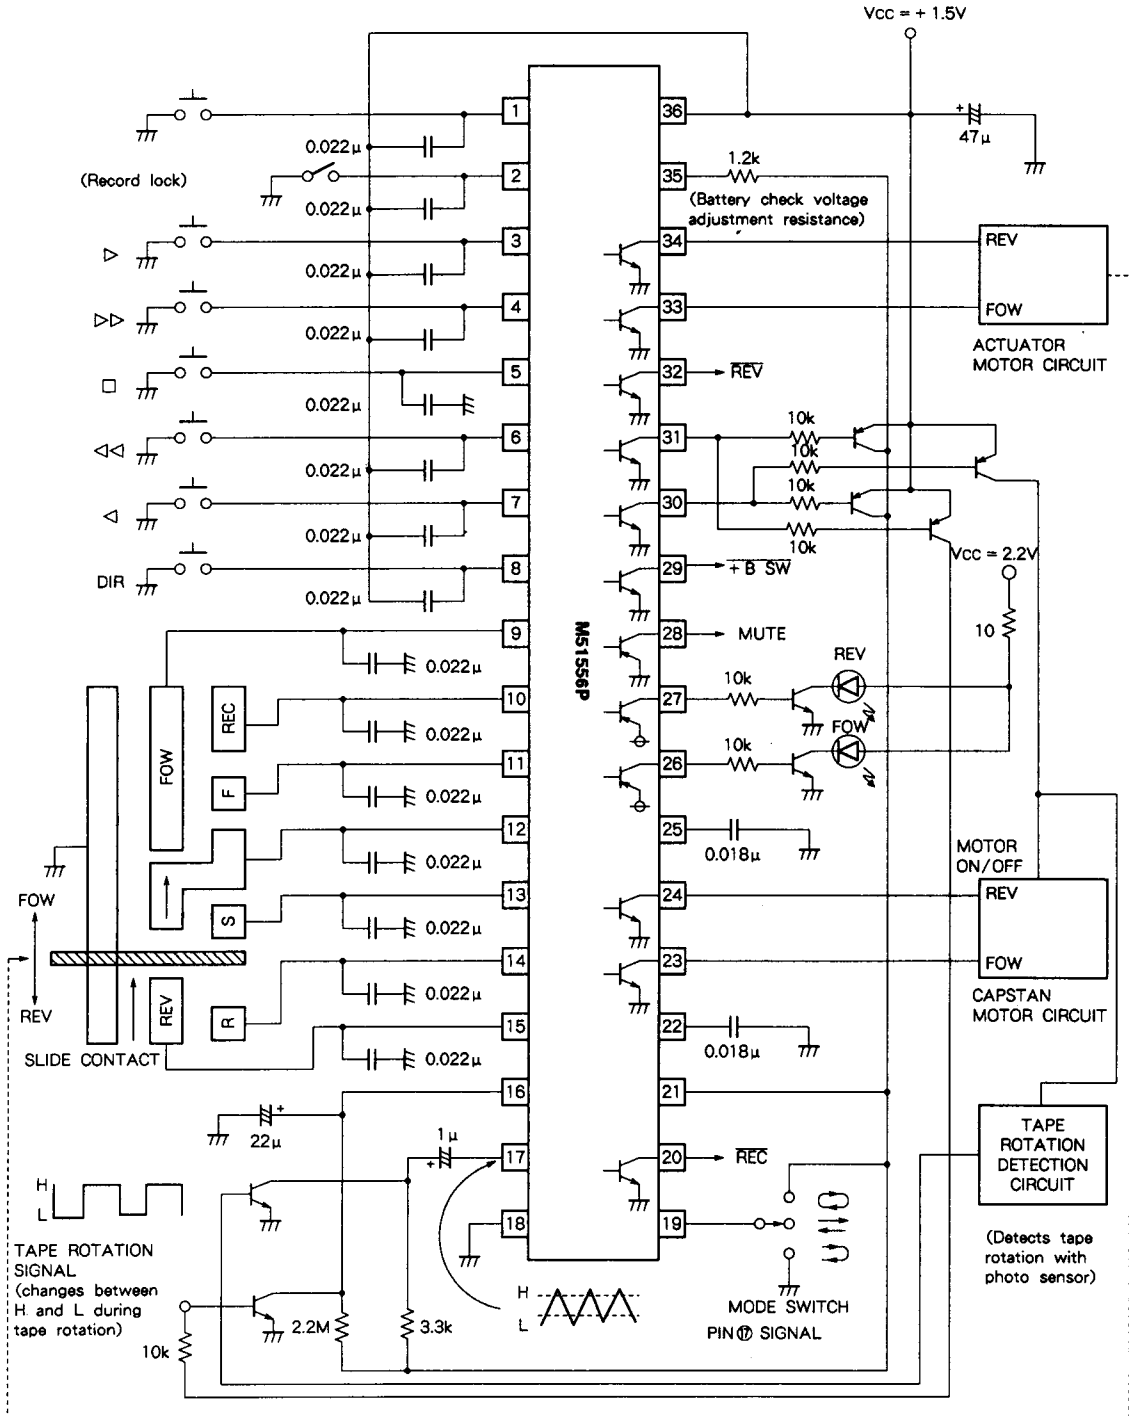 VCC = + 1.5V
1
36
+
47μ
0.022μ
(Record lock)
2
35
1.2k
(Battery check voltage
adjustment resistance)
0.022μ
▷
3
34
REV
0.022μ
▷▷
4
33
FOW
0.022μ
ACTUATOR
MOTOR CIRCUIT
□
5
32
REV
0.022μ
10k
◁◁
6
31
10k
0.022μ
10k
◁
7
30
10k
0.022μ
VCC = 2.2V
DIR
8
29
+ B SW
0.022μ
10
M51556P
9
28
MUTE
0.022μ
REV
10k
REC
10
27
0.022μ
FOW
FOW
10k
F
11
26
0.022μ
12
25
0.018μ
0.022μ
MOTOR
ON/OFF
FOW
S
13
24
REV
0.022μ
14
23
FOW
REV
REV
R
0.022μ
CAPSTAN
MOTOR CIRCUIT
15
22
0.018μ
SLIDE CONTACT
0.022μ
16
21
+
22μ
TAPE
ROTATION
DETECTION
CIRCUIT
1μ
+
17
20
REC
H
L
18
19
TAPE ROTATION
SIGNAL
(changes between
H and L during
tape rotation)
(Detects tape
rotation with
photo sensor)
H
L
MODE SWITCH
PIN⑰ SIGNAL
2.2M
3.3k
10k